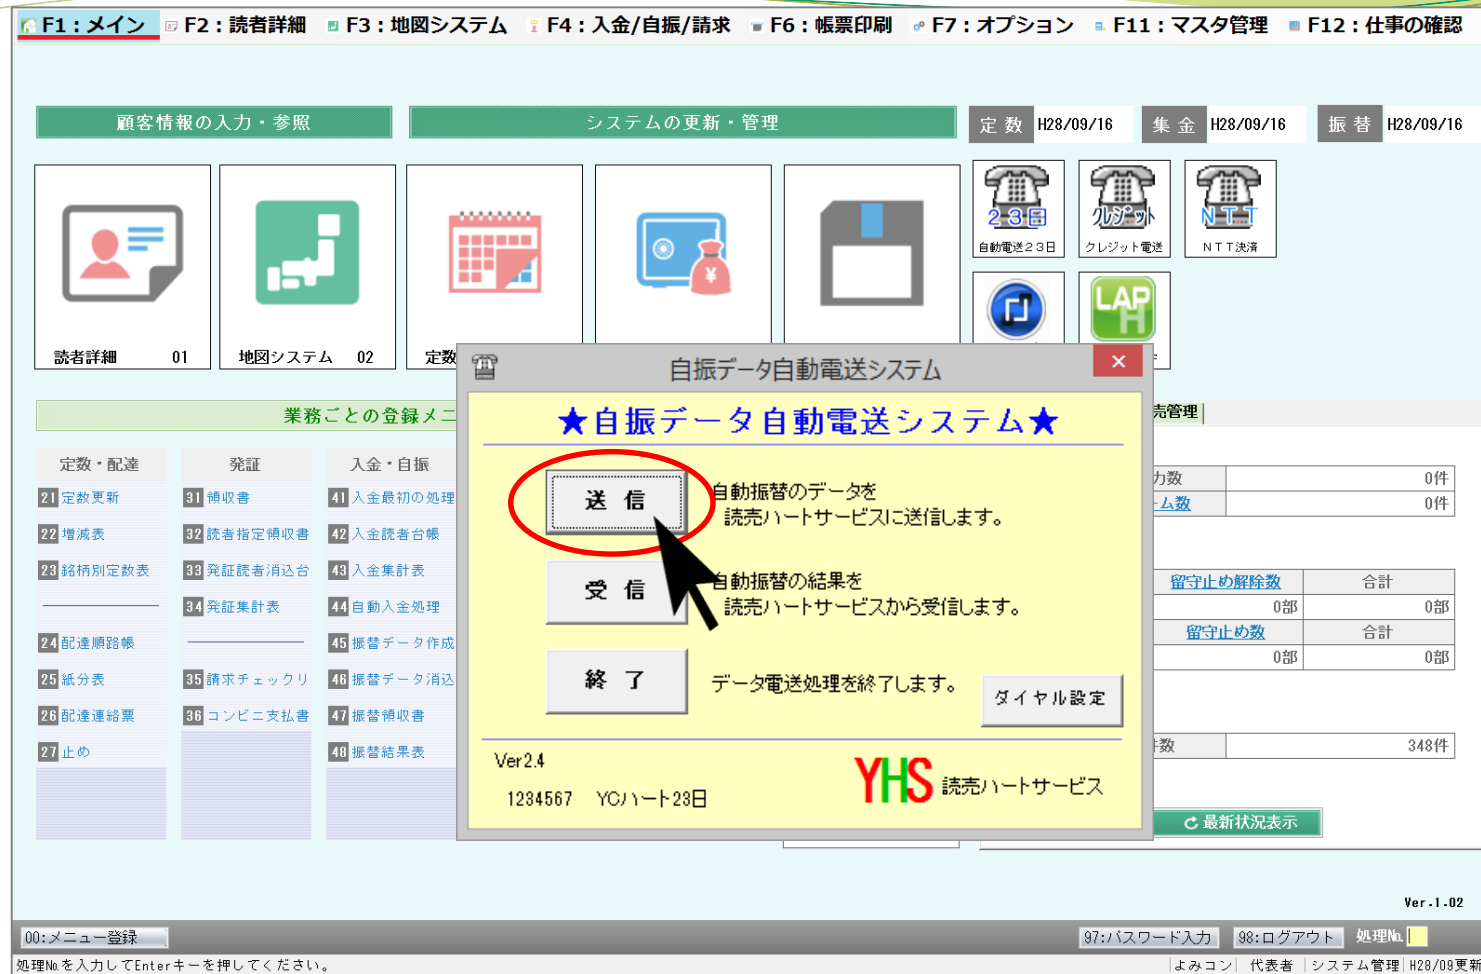 F1：メイン
F2：読者詳細
F3：地図システム
F4：入金/自振/請求
F6：帳票印刷
F7：オプション
F11：マスタ管理
F12：仕事の確認
顧客情報の入力・参照
システムの更新・管理
定 数 H28/09/16
集 金 H28/09/16
振 替 H28/09/16
２３日
自動電送２３日
クレジット
クレジット電送
NTT
ＮＴＴ決済
LAP
H
読者詳細 01
地図システム 02
定数
自振データ自動電送システム
★自振データ自動電送システム★
送 信
自動振替のデータを
読売ハートサービスに送信します。
受 信
自動振替の結果を
読売ハートサービスから受信します。
終 了
データ電送処理を終了します。
ダイヤル設定
Ver2.4
1234567 YCハート23日
YHS 読売ハートサービス
業務ごとの登録メニ
売管理
定数・配達
発証
入金・自振
21 定数更新
31 領収書
41 入金最初の処理
22 増減表
32 読者指定領収書
42 入金読者台帳
23 銘柄別定数表
33 発証読者消込台
43 入金集計表
34 発証集計表
44 自動入金処理
24 配達順路帳
45 振替データ作成
25 紙分表
35 請求チェックリ
46 振替データ消込
26 配達連絡票
36 コンビニ支払書
47 振替領収書
27 止め
48 振替結果表
力数 0件
ム数 0件
留守止め解除数 合計
0部 0部
留守止め数 合計
0部 0部
数 348件
最新状況表示
Ver.1.02
00:メニュー登録
97:パスワード入力
98:ログアウト
処理№
処理№を入力してEnterキーを押してください。
よみコン
代表者
システム管理
H28/09更新